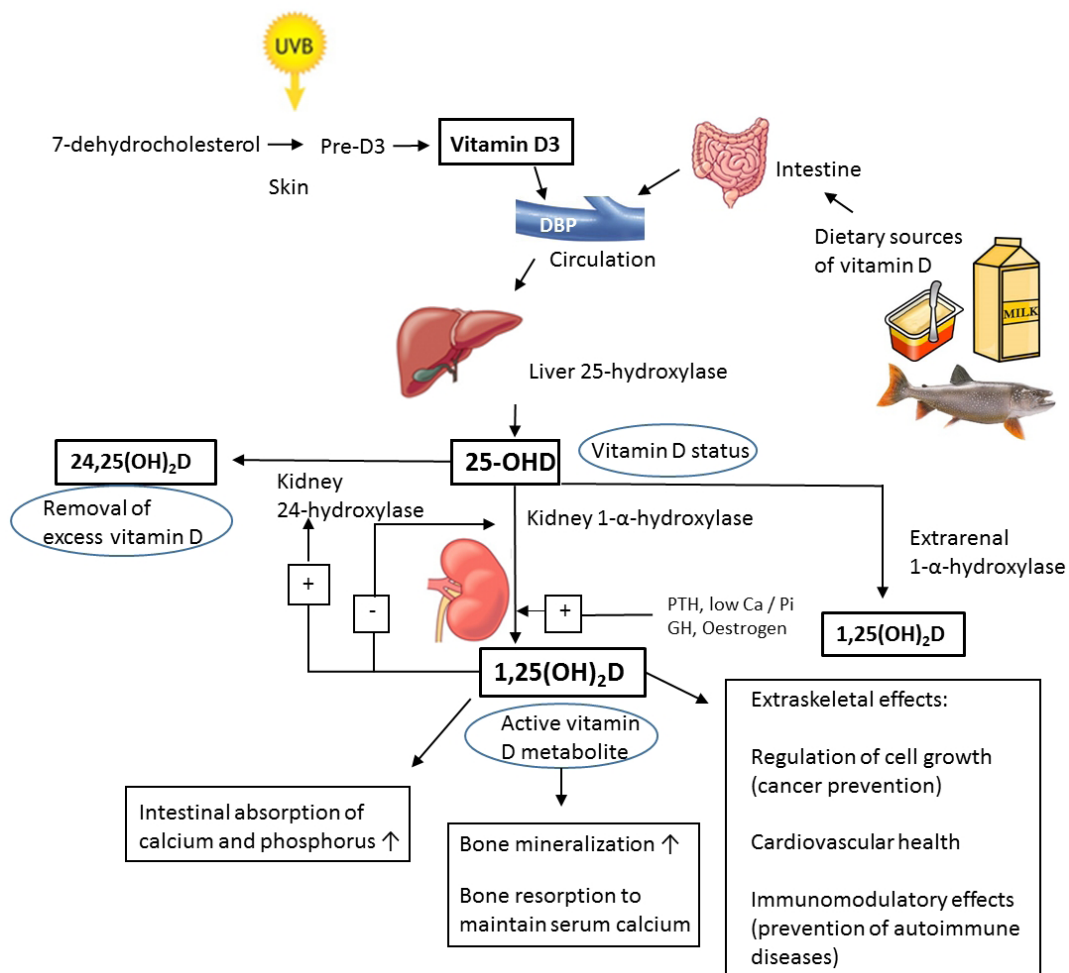 UVB
7-dehydrocholesterol
Pre-D3
Vitamin D3
Skin
Intestine
DBP
Circulation
Dietary sources
of vitamin D
MILK
Liver 25-hydroxylase
24,25(OH)₂D
25-OHD
Vitamin D status
Removal of
excess vitamin D
Kidney
24-hydroxylase
Kidney 1-α-hydroxylase
Extrarenal
1-α-hydroxylase
+
-
+
PTH, low Ca / Pi
GH, Oestrogen
1,25(OH)₂D
1,25(OH)₂D
Active vitamin
D metabolite
Intestinal absorption of
calcium and phosphorus ↑
Bone mineralization ↑
Bone resorption to
maintain serum calcium
Extraskeletal effects:
Regulation of cell growth
(cancer prevention)
Cardiovascular health
Immunomodulatory effects
(prevention of autoimmune
diseases)